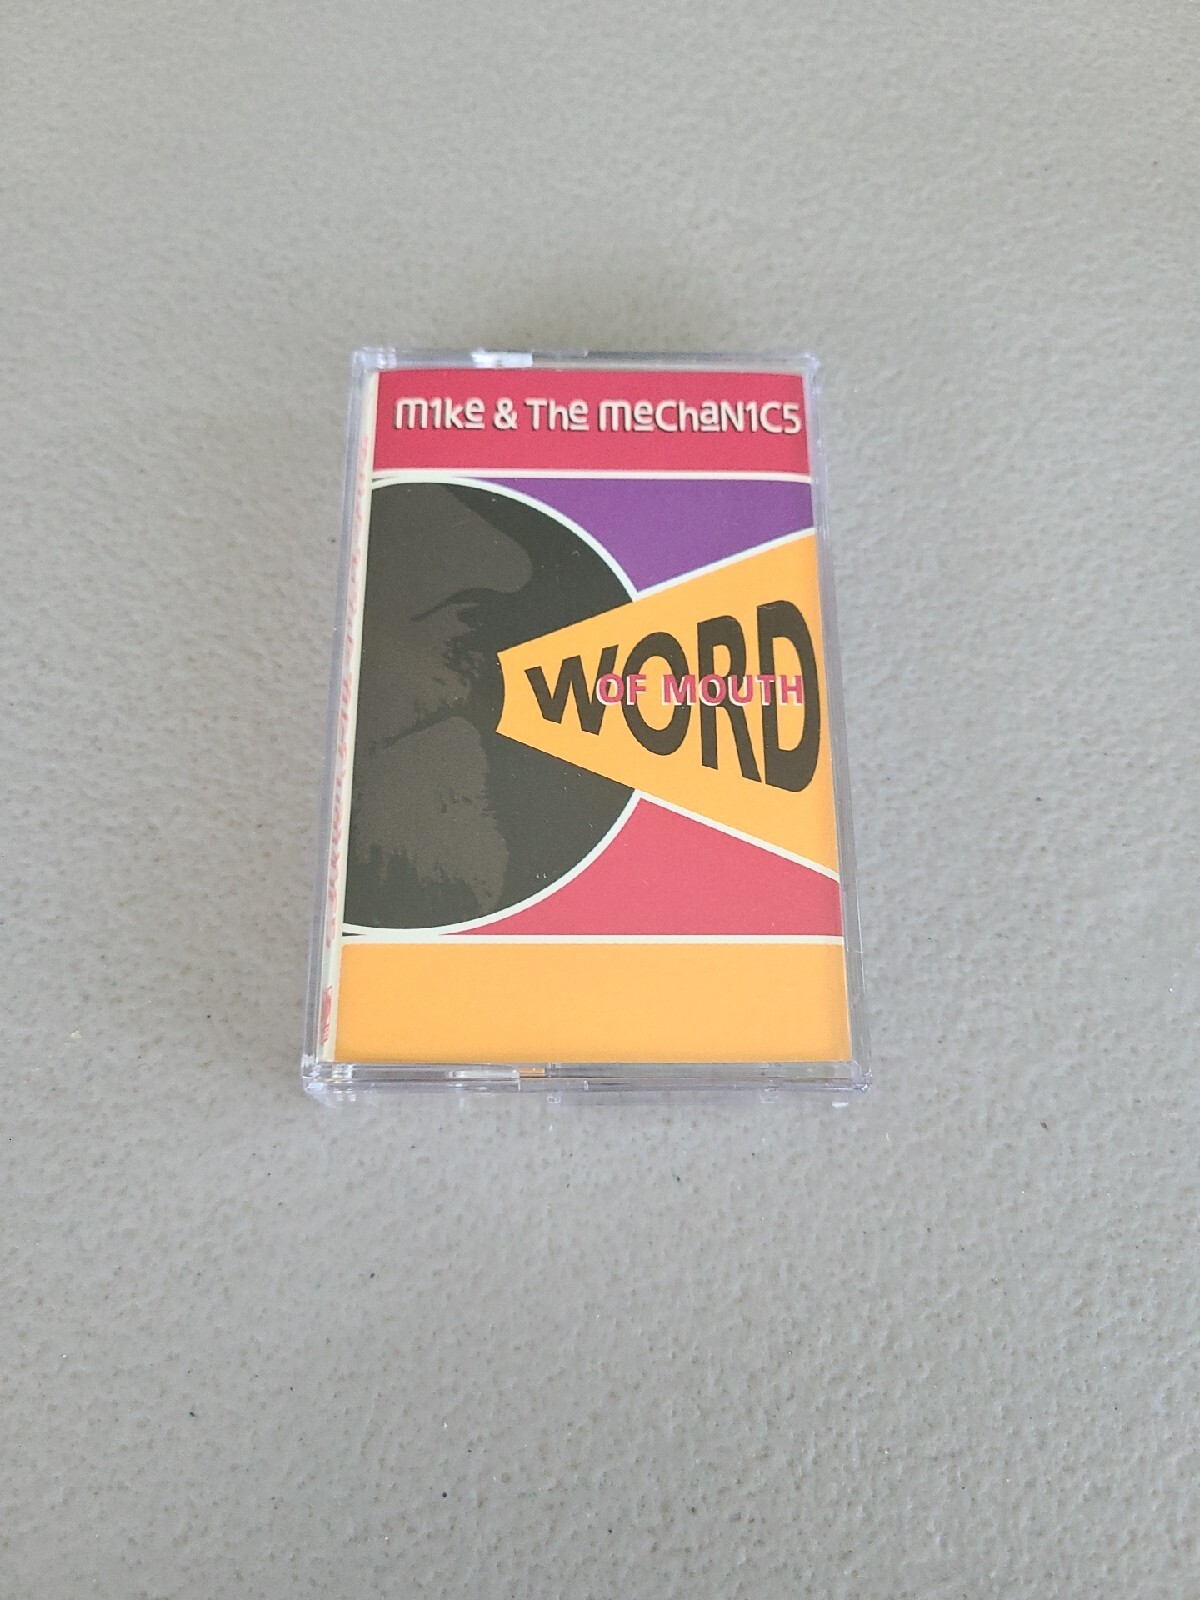 m1ke & The meChaN1C5
WORD
OF MOUTH